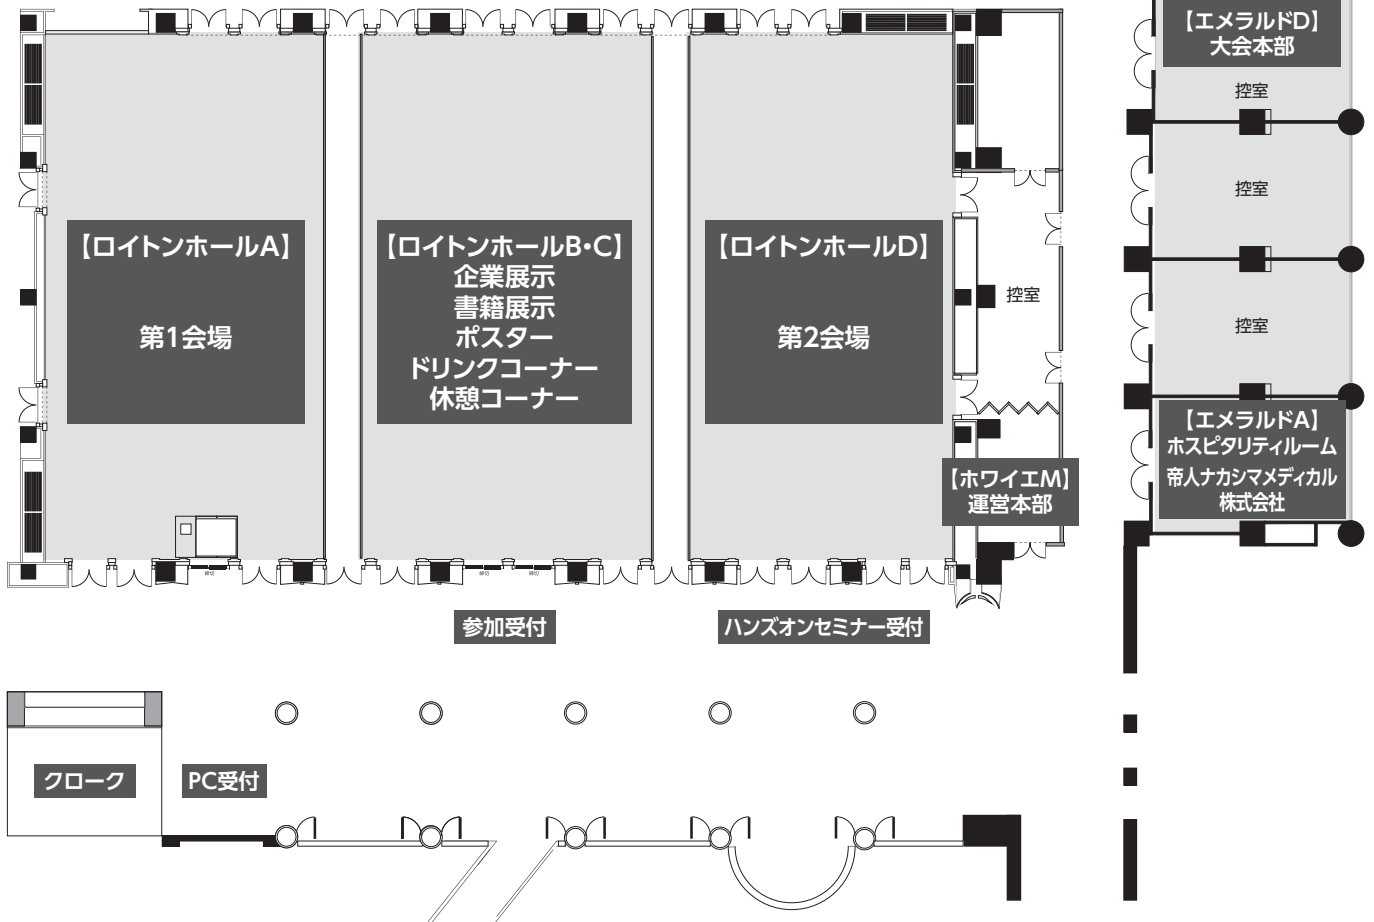 【エメラルドD】
大会本部
控室
控室
控室
【ロイトンホールA】
第1会場
【ロイトンホールB・C】
企業展示
書籍展示
ポスター
ドリンクコーナー
休憩コーナー
【ロイトンホールD】
第2会場
控室
【ホワイエM】
運営本部
【エメラルドA】
ホスピタリティルーム
帝人ナカシマメディカル
株式会社
参加受付
ハンズオンセミナー受付
クローク
PC受付